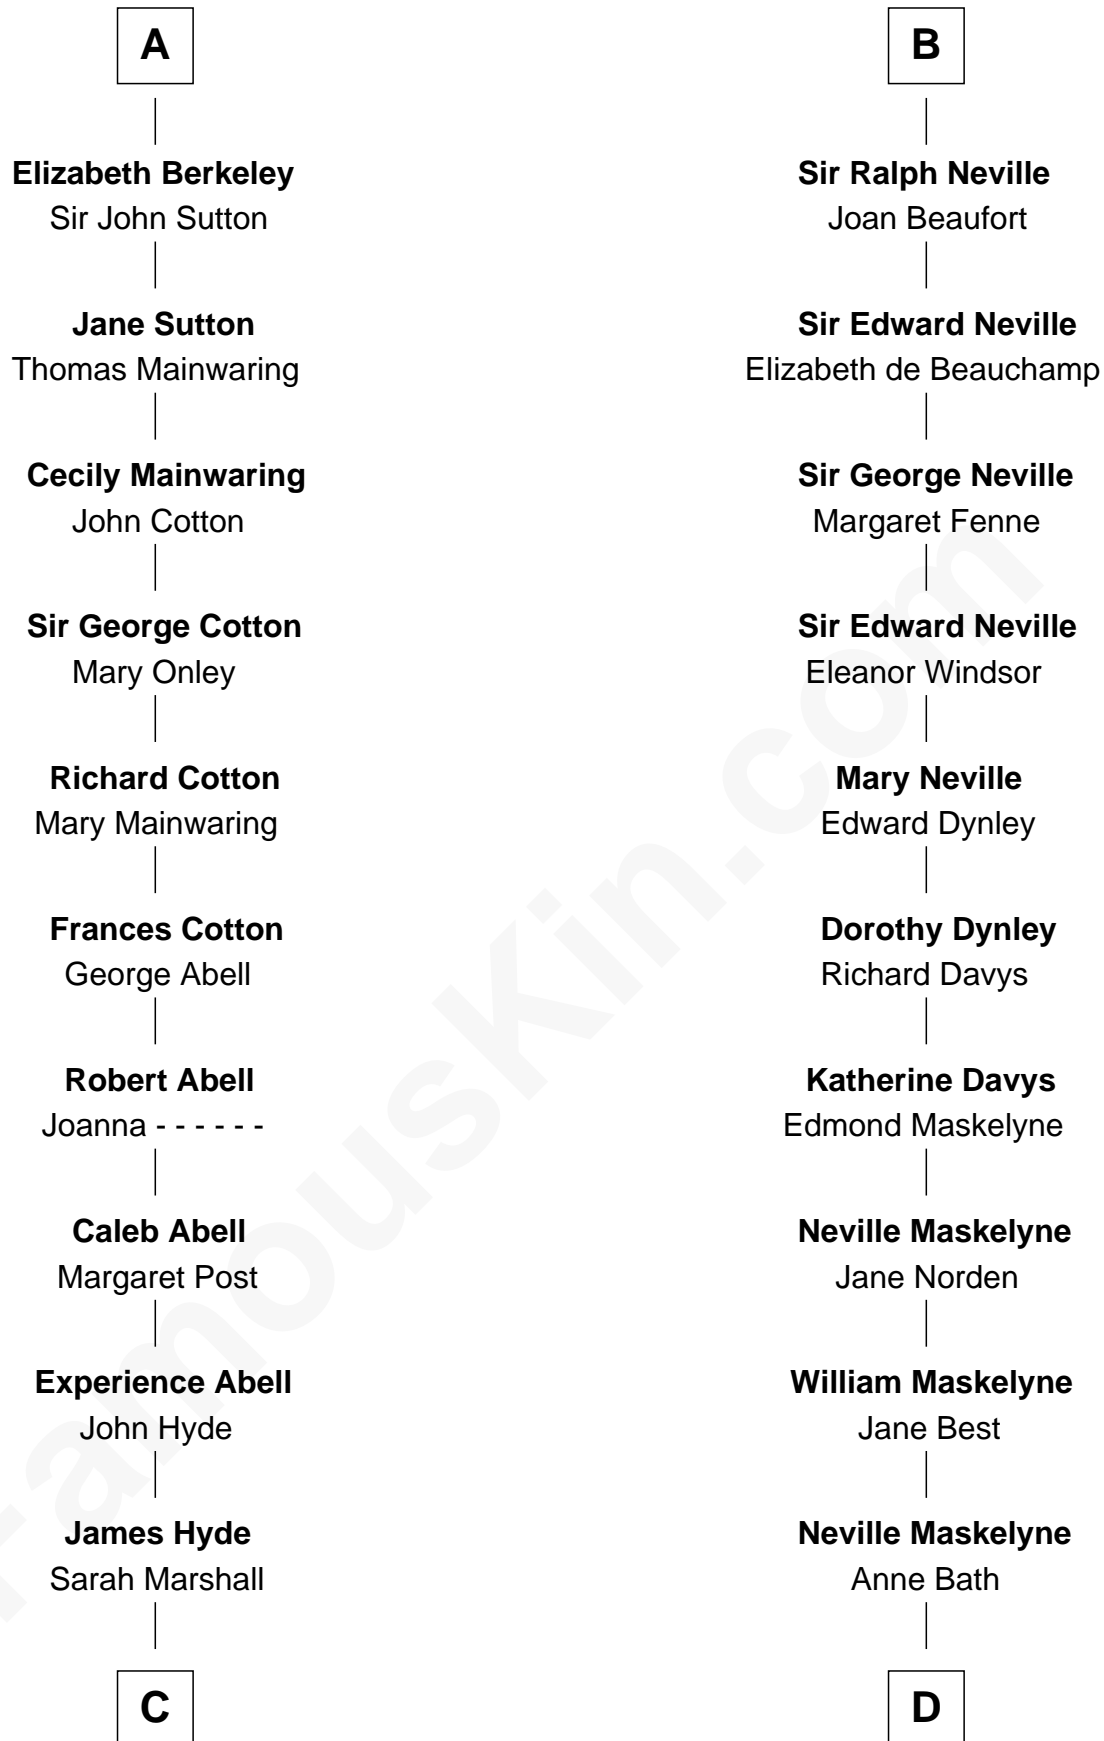 A
Elizabeth Berkeley
Sir John Sutton
Jane Sutton
Thomas Mainwaring
Cecily Mainwaring
John Cotton
Sir George Cotton
Mary Onley
Richard Cotton
Mary Mainwaring
Frances Cotton
George Abell
Robert Abell
Joanna - - - - - -
Caleb Abell
Margaret Post
Experience Abell
John Hyde
James Hyde
Sarah Marshall
C
B
Sir Ralph Neville
Joan Beaufort
Sir Edward Neville
Elizabeth de Beauchamp
Sir George Neville
Margaret Fenne
Sir Edward Neville
Eleanor Windsor
Mary Neville
Edward Dynley
Dorothy Dynley
Richard Davys
Katherine Davys
Edmond Maskelyne
Neville Maskelyne
Jane Norden
William Maskelyne
Jane Best
Neville Maskelyne
Anne Bath
D
FamousKin.com